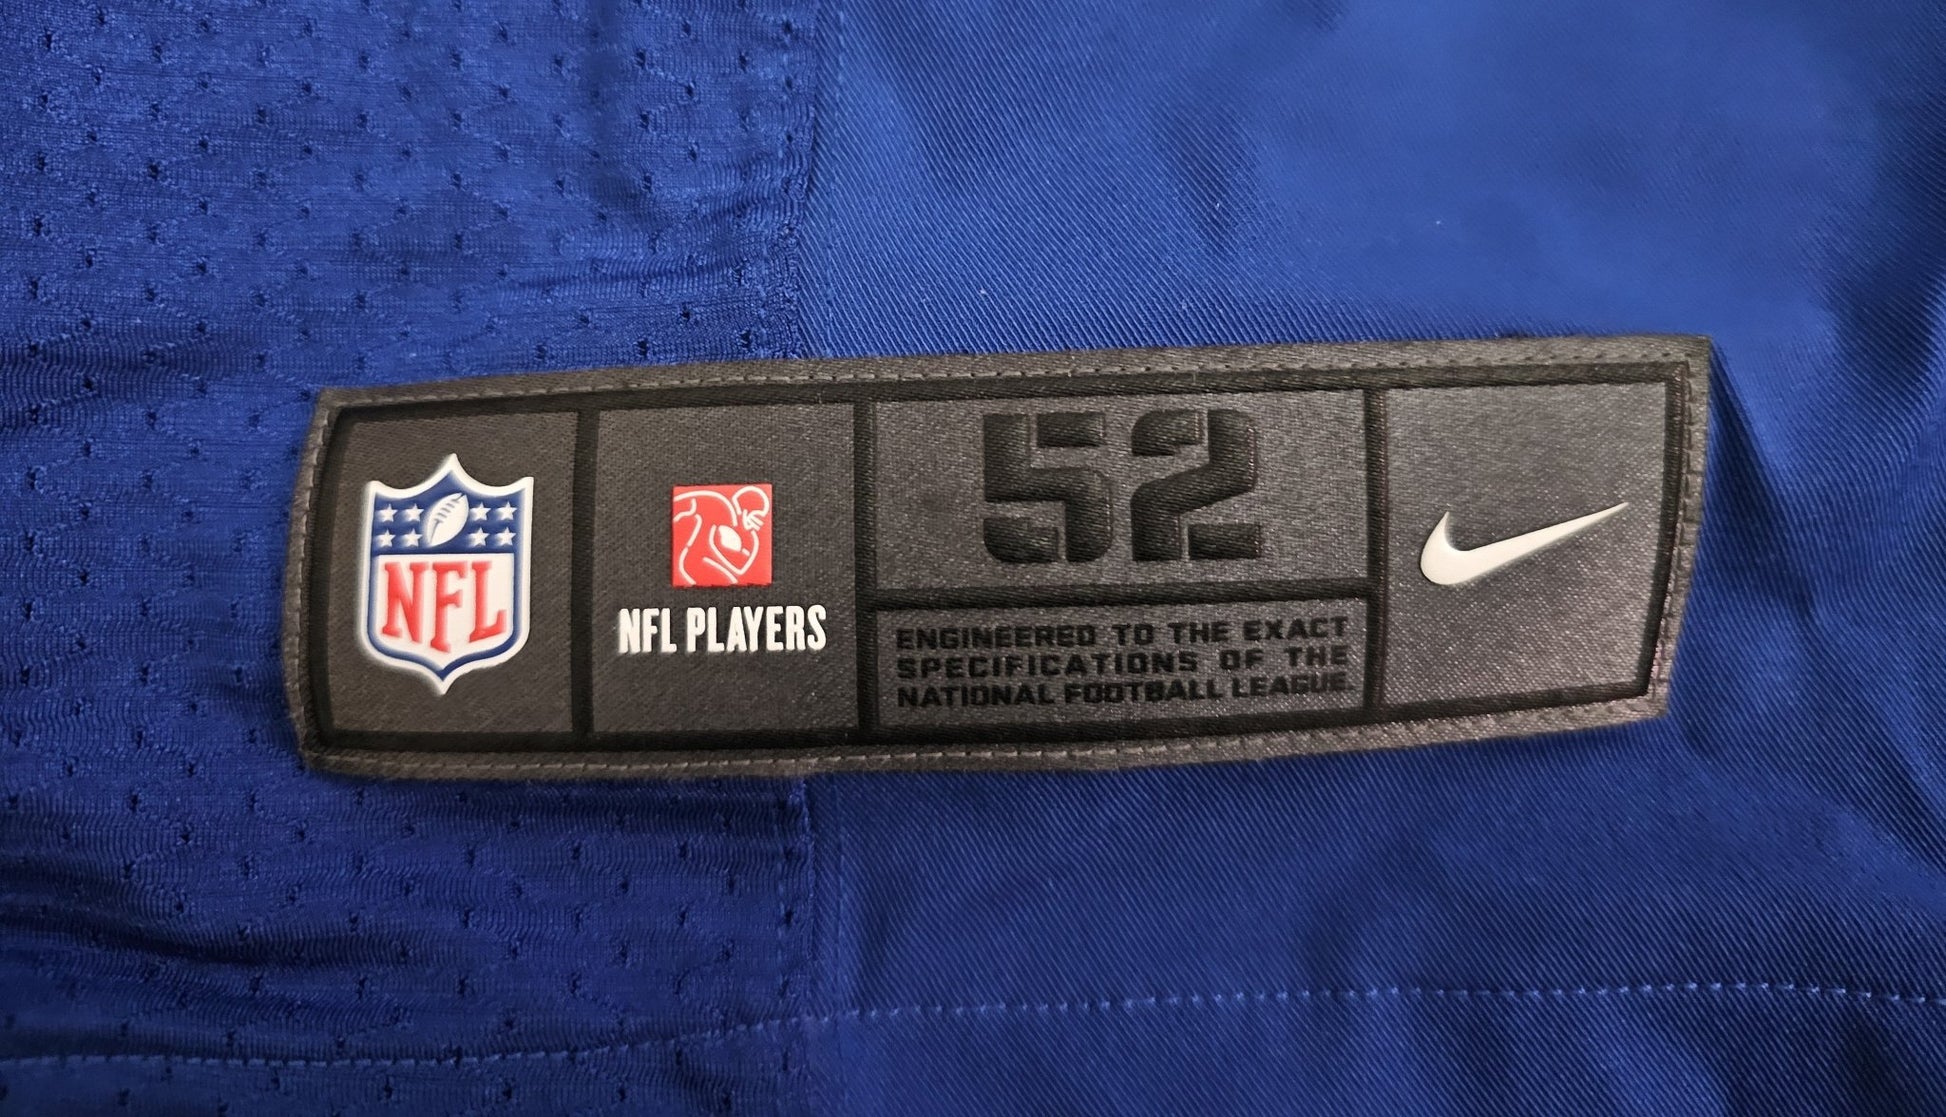 NFL
NFL PLAYERS
52
ENGINEERED TO THE EXACT
SPECIFICATIONS OF THE
NATIONAL FOOTBALL LEAGUE.